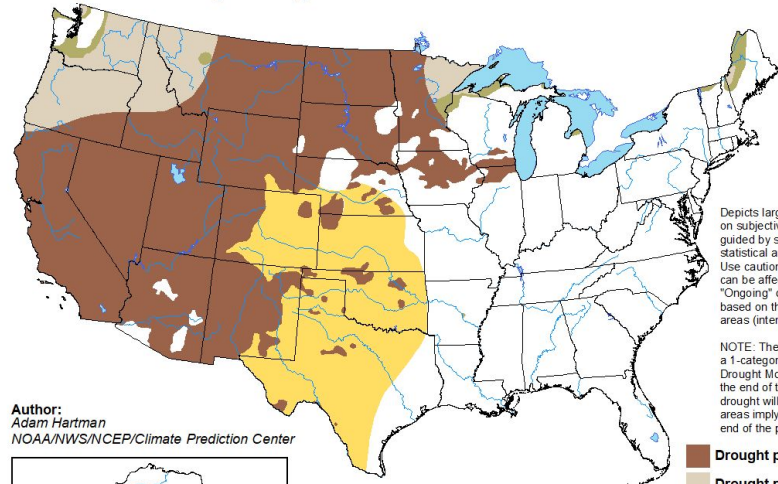 Depicts larg
on subjectiv
guided by s
statistical a
Use caution
can be affe
"Ongoing"
based on th
areas (inter
NOTE: The
a 1-categor
Drought Mo
the end of t
drought will
areas imply
end of the p
Author:
Adam Hartman
NOAA/NWS/NCEP/Climate Prediction Center
Drought p
Drought